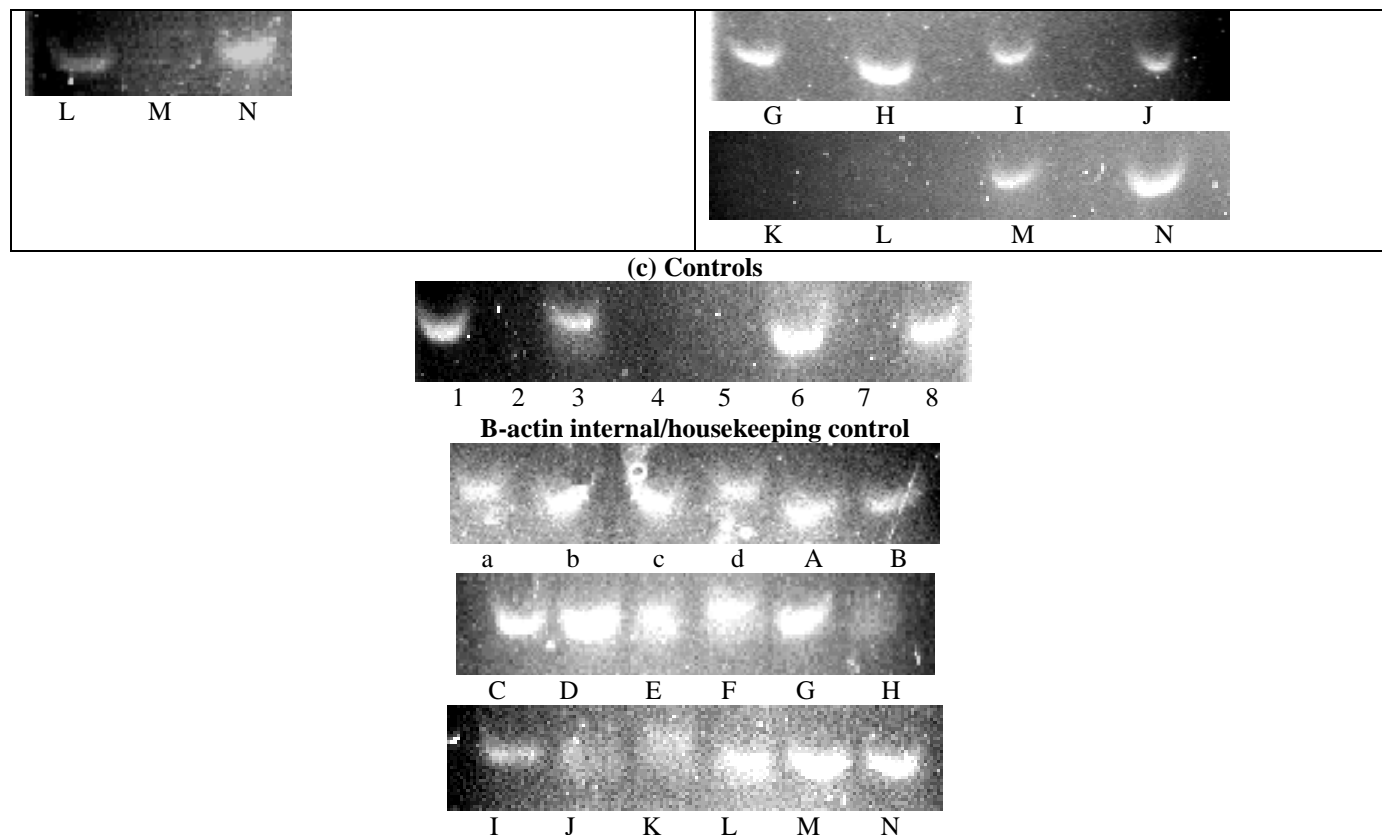 L M N
G H I J
K L M N
(c) Controls
1 2 3 4 5 6 7 8
B-actin internal/housekeeping control
a b c d A B
C D E F G H
I J K L M N